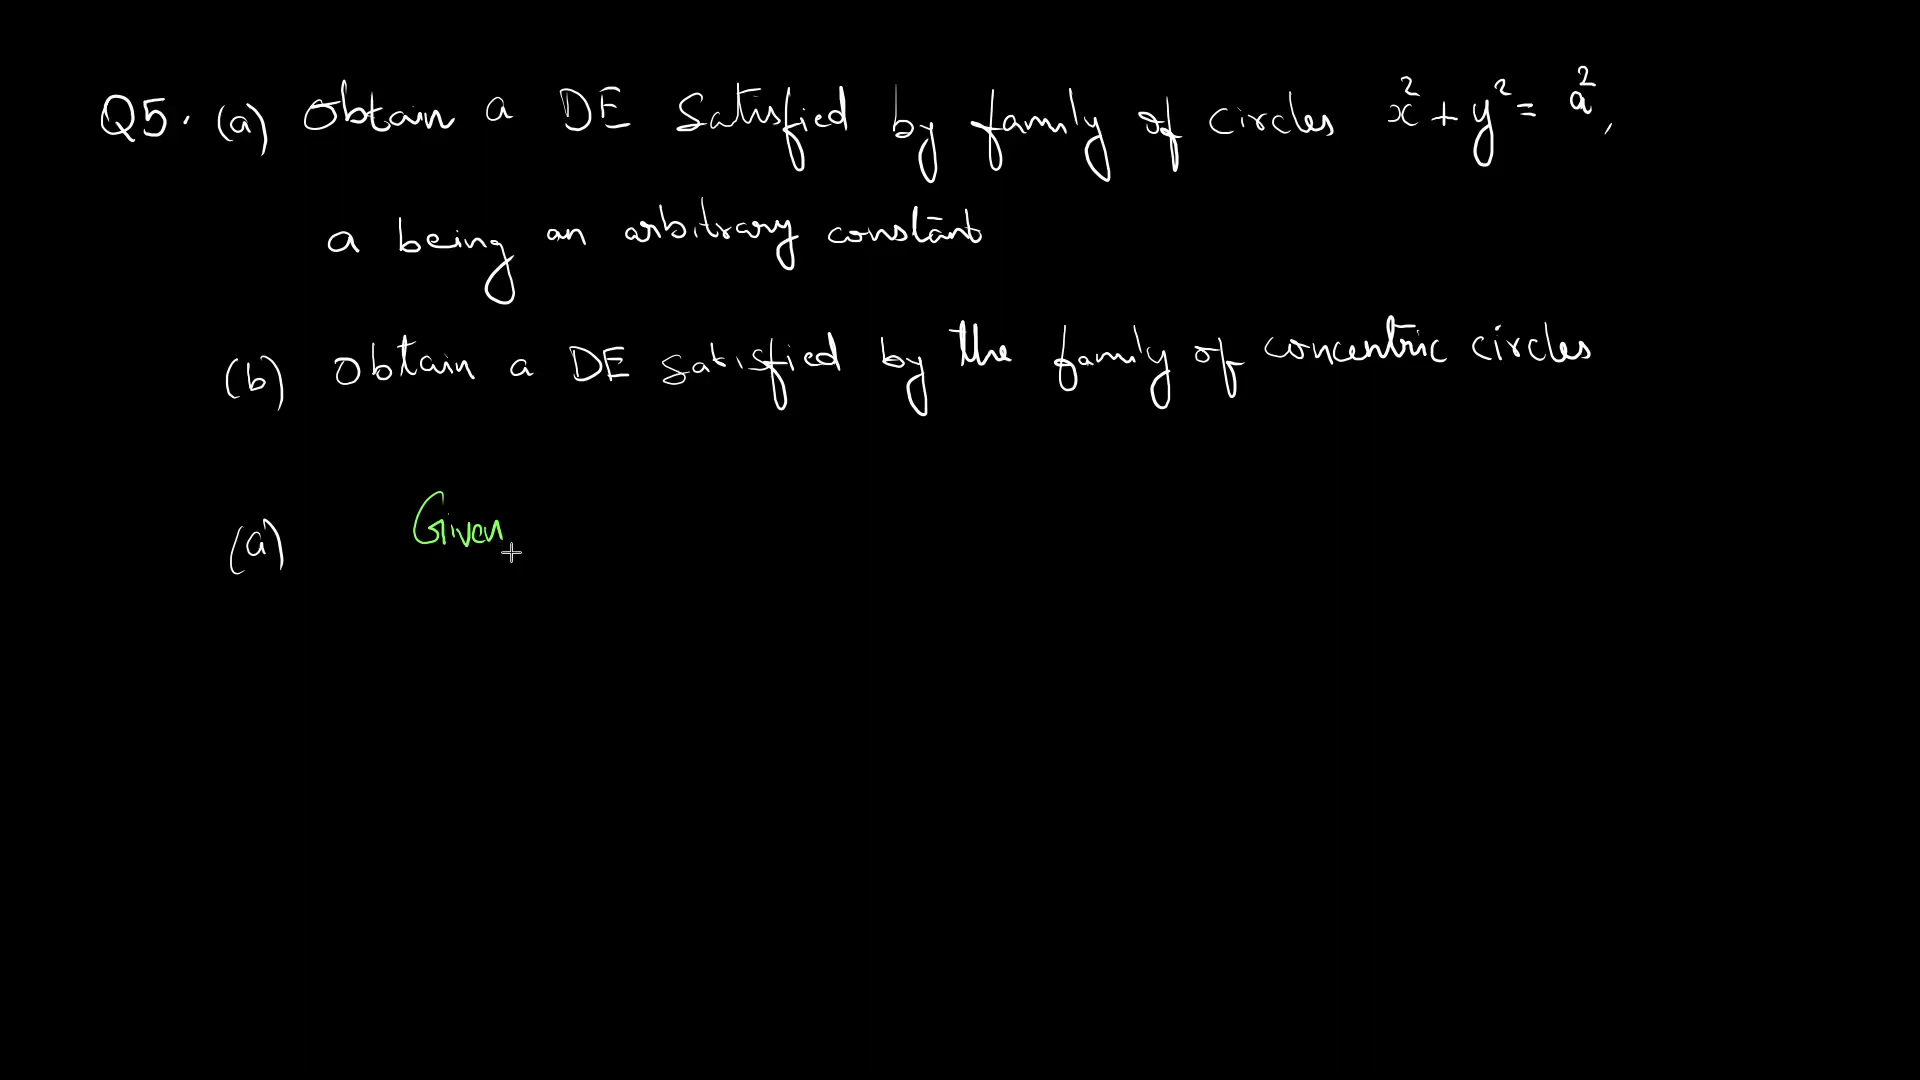 Q5. (a) Obtain a DE satisfied by family of circles x² + y² = a²,
a being an arbitrary constant
(b) Obtain a DE satisfied by the family of concentric circles
(a) Given